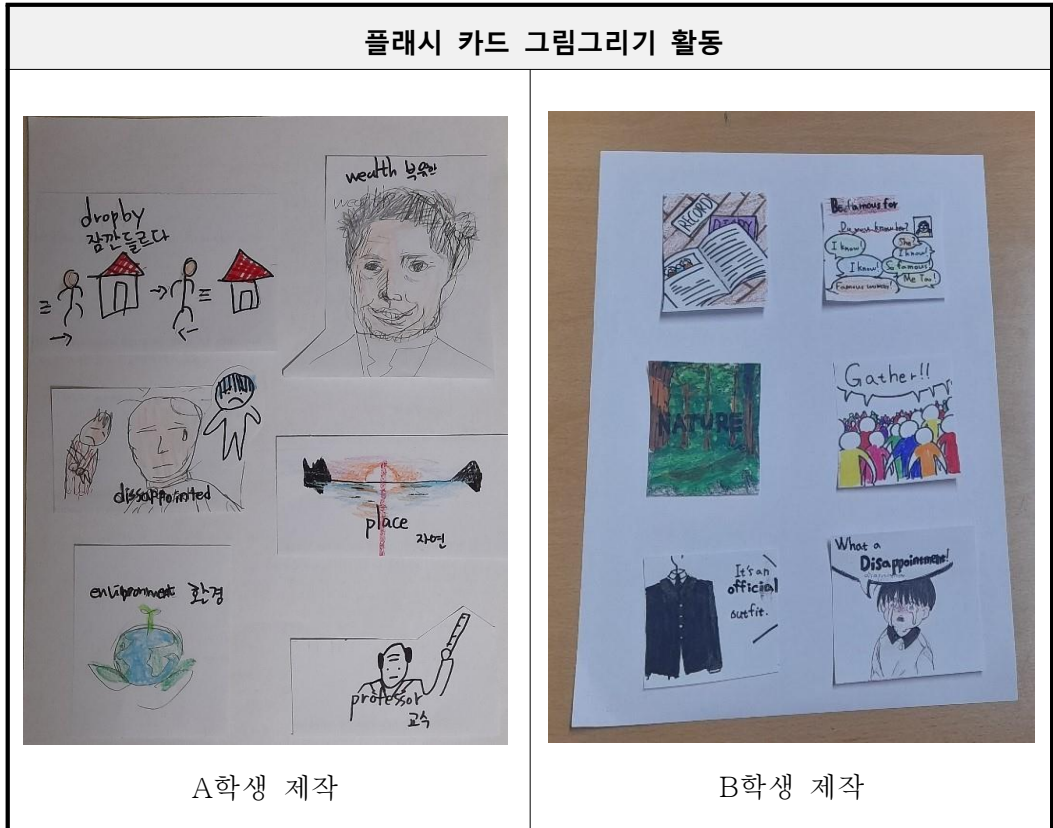 플래시 카드 그림그리기 활동
dropby
잠깐들르다
wealth 부유한
dissappointed
place
자연
environment 환경
professor
교수
A학생 제작
RECORD
DIARY
Be famous for
Do you know her?
I know!
She?
I know!
I know!
So famous
Me Too!
Famous woman!
NATURE
Gather!!
It's an
official
outfit.
What a
Disappointment!
B학생 제작